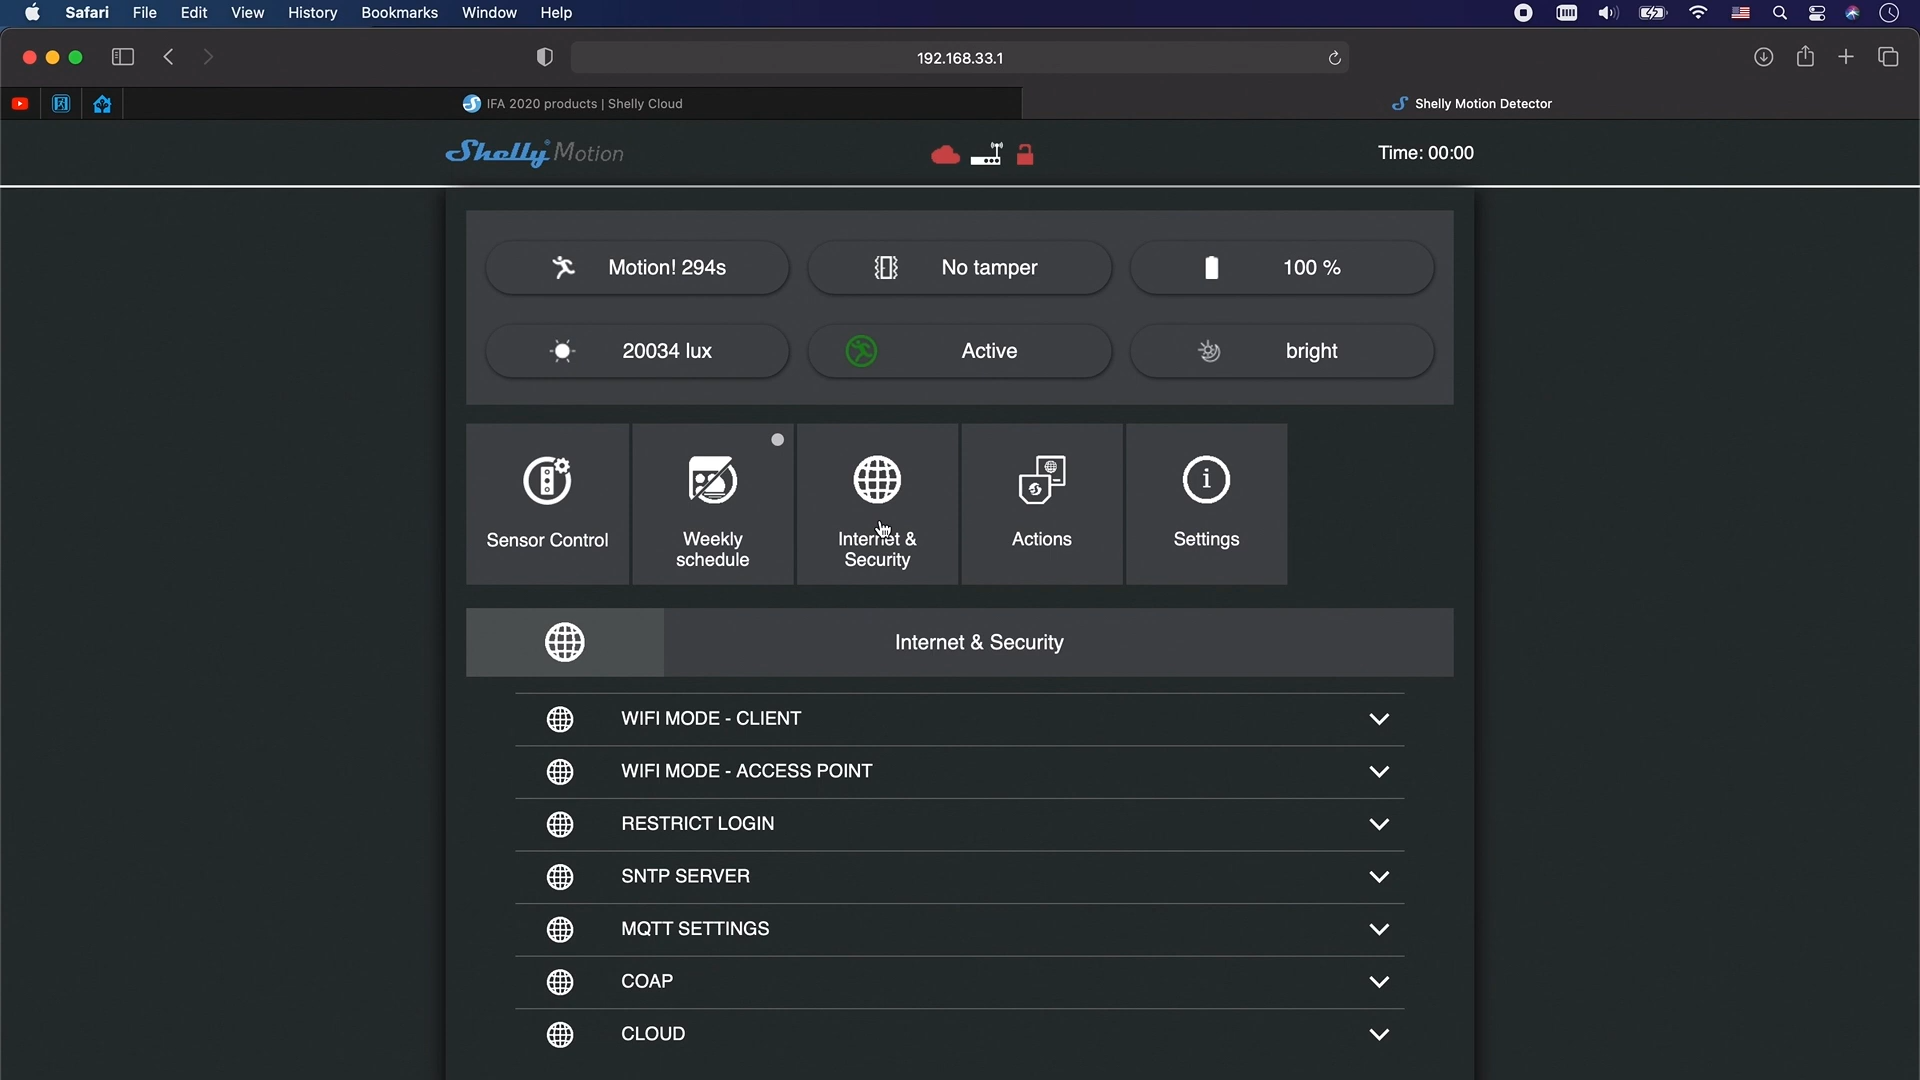 Safari File Edit View History Bookmarks Window Help
192.168.33.1
IFA 2020 products | Shelly Cloud
Shelly Motion Detector
Shelly Motion
Time: 00:00
Motion! 294s
No tamper
100 %
20034 lux
Active
bright
Sensor Control
Weekly
schedule
Internet &
Security
Actions
Settings
Internet & Security
WIFI MODE - CLIENT
WIFI MODE - ACCESS POINT
RESTRICT LOGIN
SNTP SERVER
MQTT SETTINGS
COAP
CLOUD